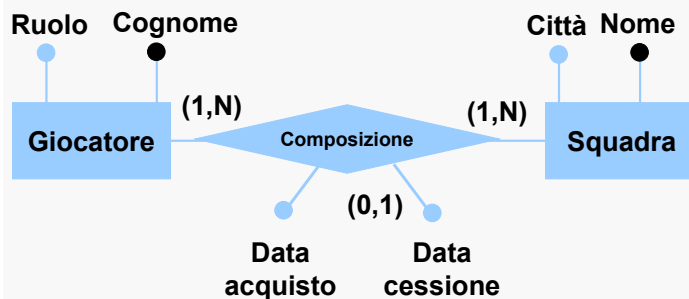 Ruolo Cognome Città Nome
(1,N) (1,N)
Giocatore Composizione Squadra
(0,1)
Data Data
acquisto cessione